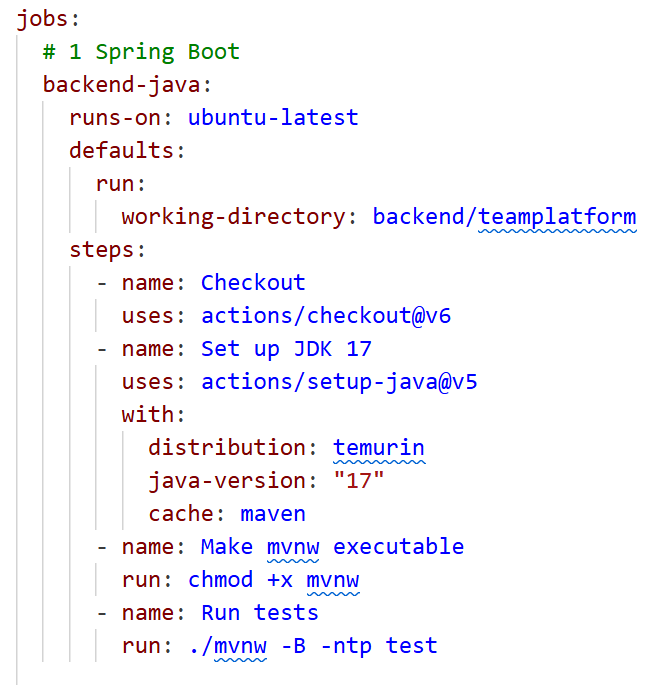 jobs:
  # 1 Spring Boot
  backend-java:
    runs-on: ubuntu-latest
    defaults:
      run:
        working-directory: backend/teamplatform
    steps:
      - name: Checkout
        uses: actions/checkout@v6
      - name: Set up JDK 17
        uses: actions/setup-java@v5
        with:
          distribution: temurin
          java-version: "17"
          cache: maven
      - name: Make mvnw executable
        run: chmod +x mvnw
      - name: Run tests
        run: ./mvnw -B -ntp test